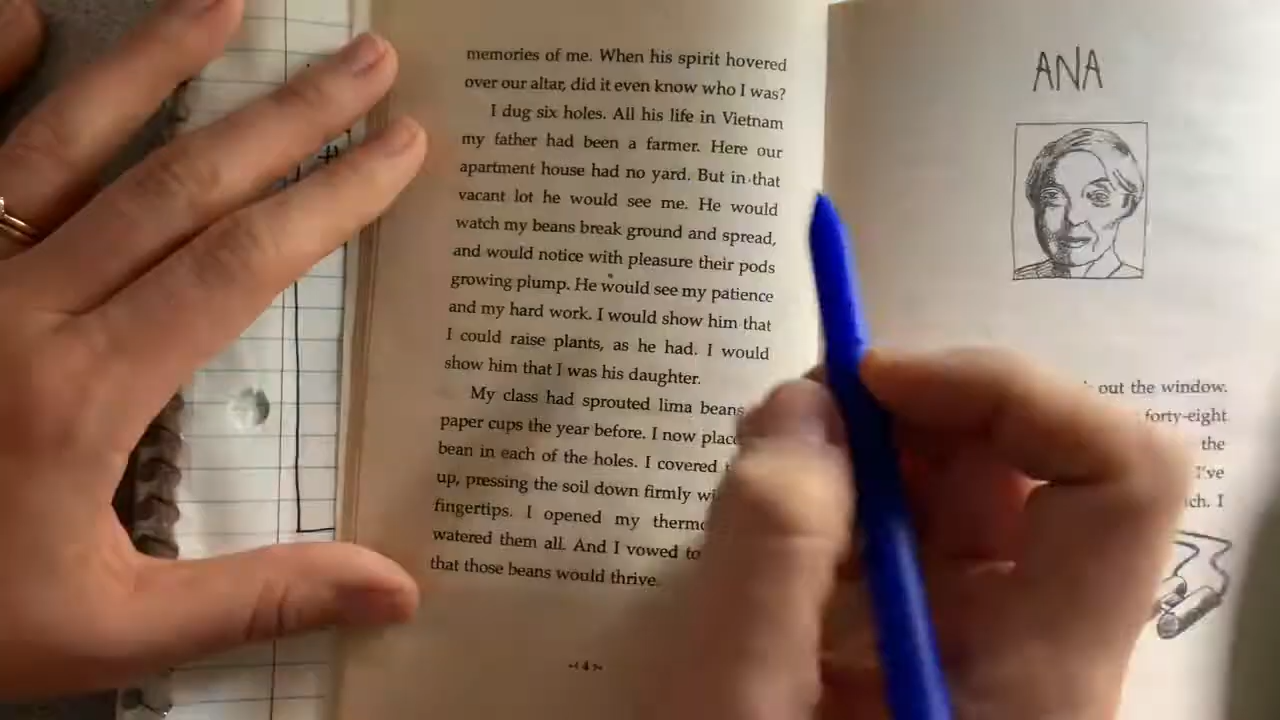 memories of me. When his spirit hovered
over our altar, did it even know who I was?
I dug six holes. All his life in Vietnam
my father had been a farmer. Here our
apartment house had no yard. But in that
vacant lot he would see me. He would
watch my beans break ground and spread,
and would notice with pleasure their pods
growing plump. He would see my patience
and my hard work. I would show him that
I could raise plants, as he had. I would
show him that I was his daughter.
My class had sprouted lima beans
paper cups the year before. I now
bean in each of the holes. I covered
up, pressing the soil down firmly
fingertips. I opened my
watered them all. And I vowed to
that those beans would thrive.
4
ANA
out the window.
forty-eight
the
I've
I